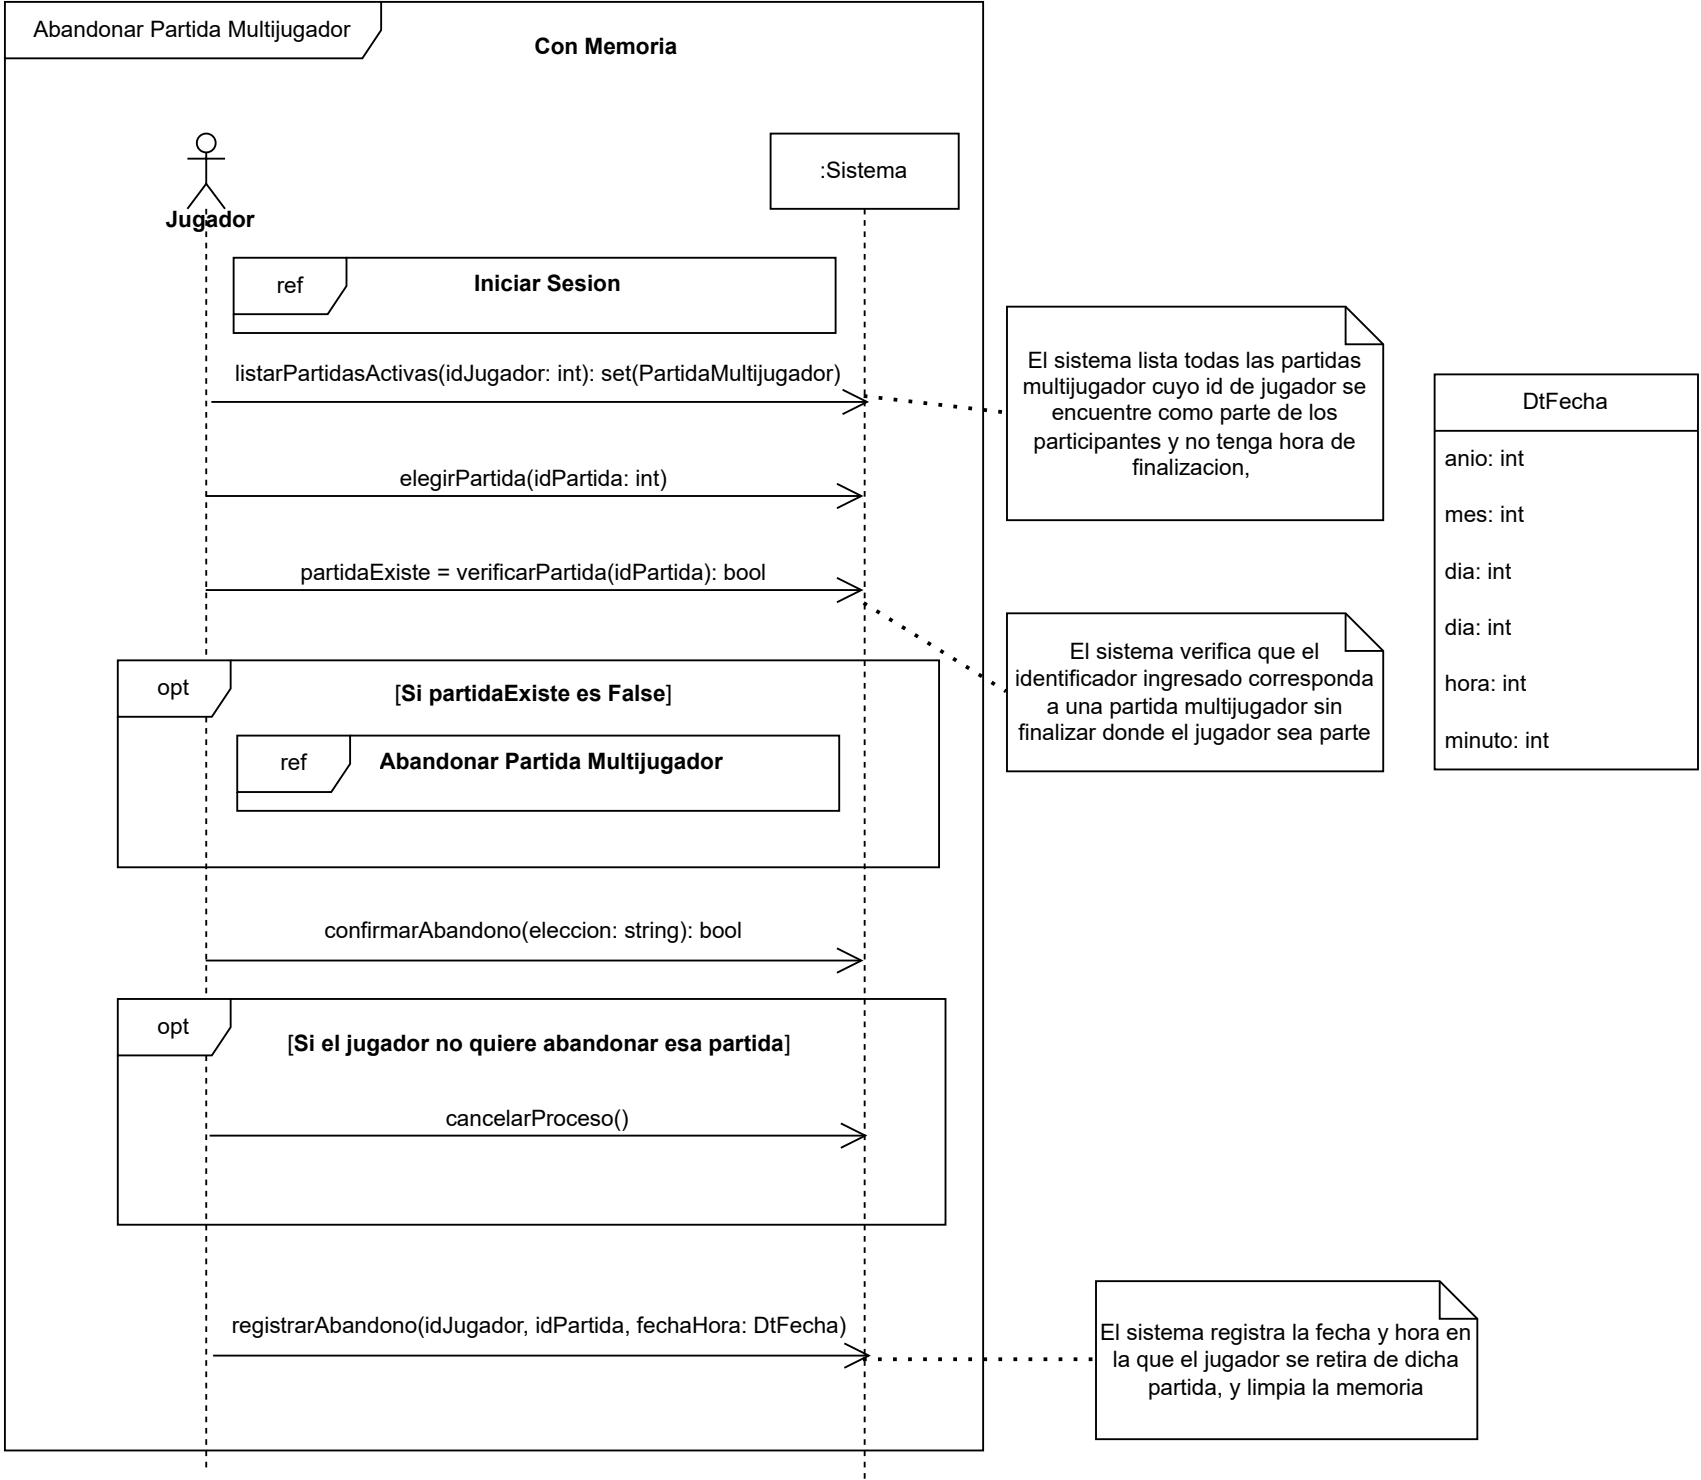 Abandonar Partida Multijugador
Con Memoria
Jugador
:Sistema
ref
Iniciar Sesion
listarPartidasActivas(idJugador: int): set(PartidaMultijugador)
El sistema lista todas las partidas
multijugador cuyo id de jugador se
encuentre como parte de los
participantes y no tenga hora de
finalizacion,
elegirPartida(idPartida: int)
partidaExiste = verificarPartida(idPartida): bool
El sistema verifica que el
identificador ingresado corresponda
a una partida multijugador sin
finalizar donde el jugador sea parte
DtFecha
anio: int
mes: int
dia: int
dia: int
hora: int
minuto: int
opt
[Si partidaExiste es False]
ref
Abandonar Partida Multijugador
confirmarAbandono(eleccion: string): bool
opt
[Si el jugador no quiere abandonar esa partida]
cancelarProceso()
registrarAbandono(idJugador, idPartida, fechaHora: DtFecha)
El sistema registra la fecha y hora en
la que el jugador se retira de dicha
partida, y limpia la memoria